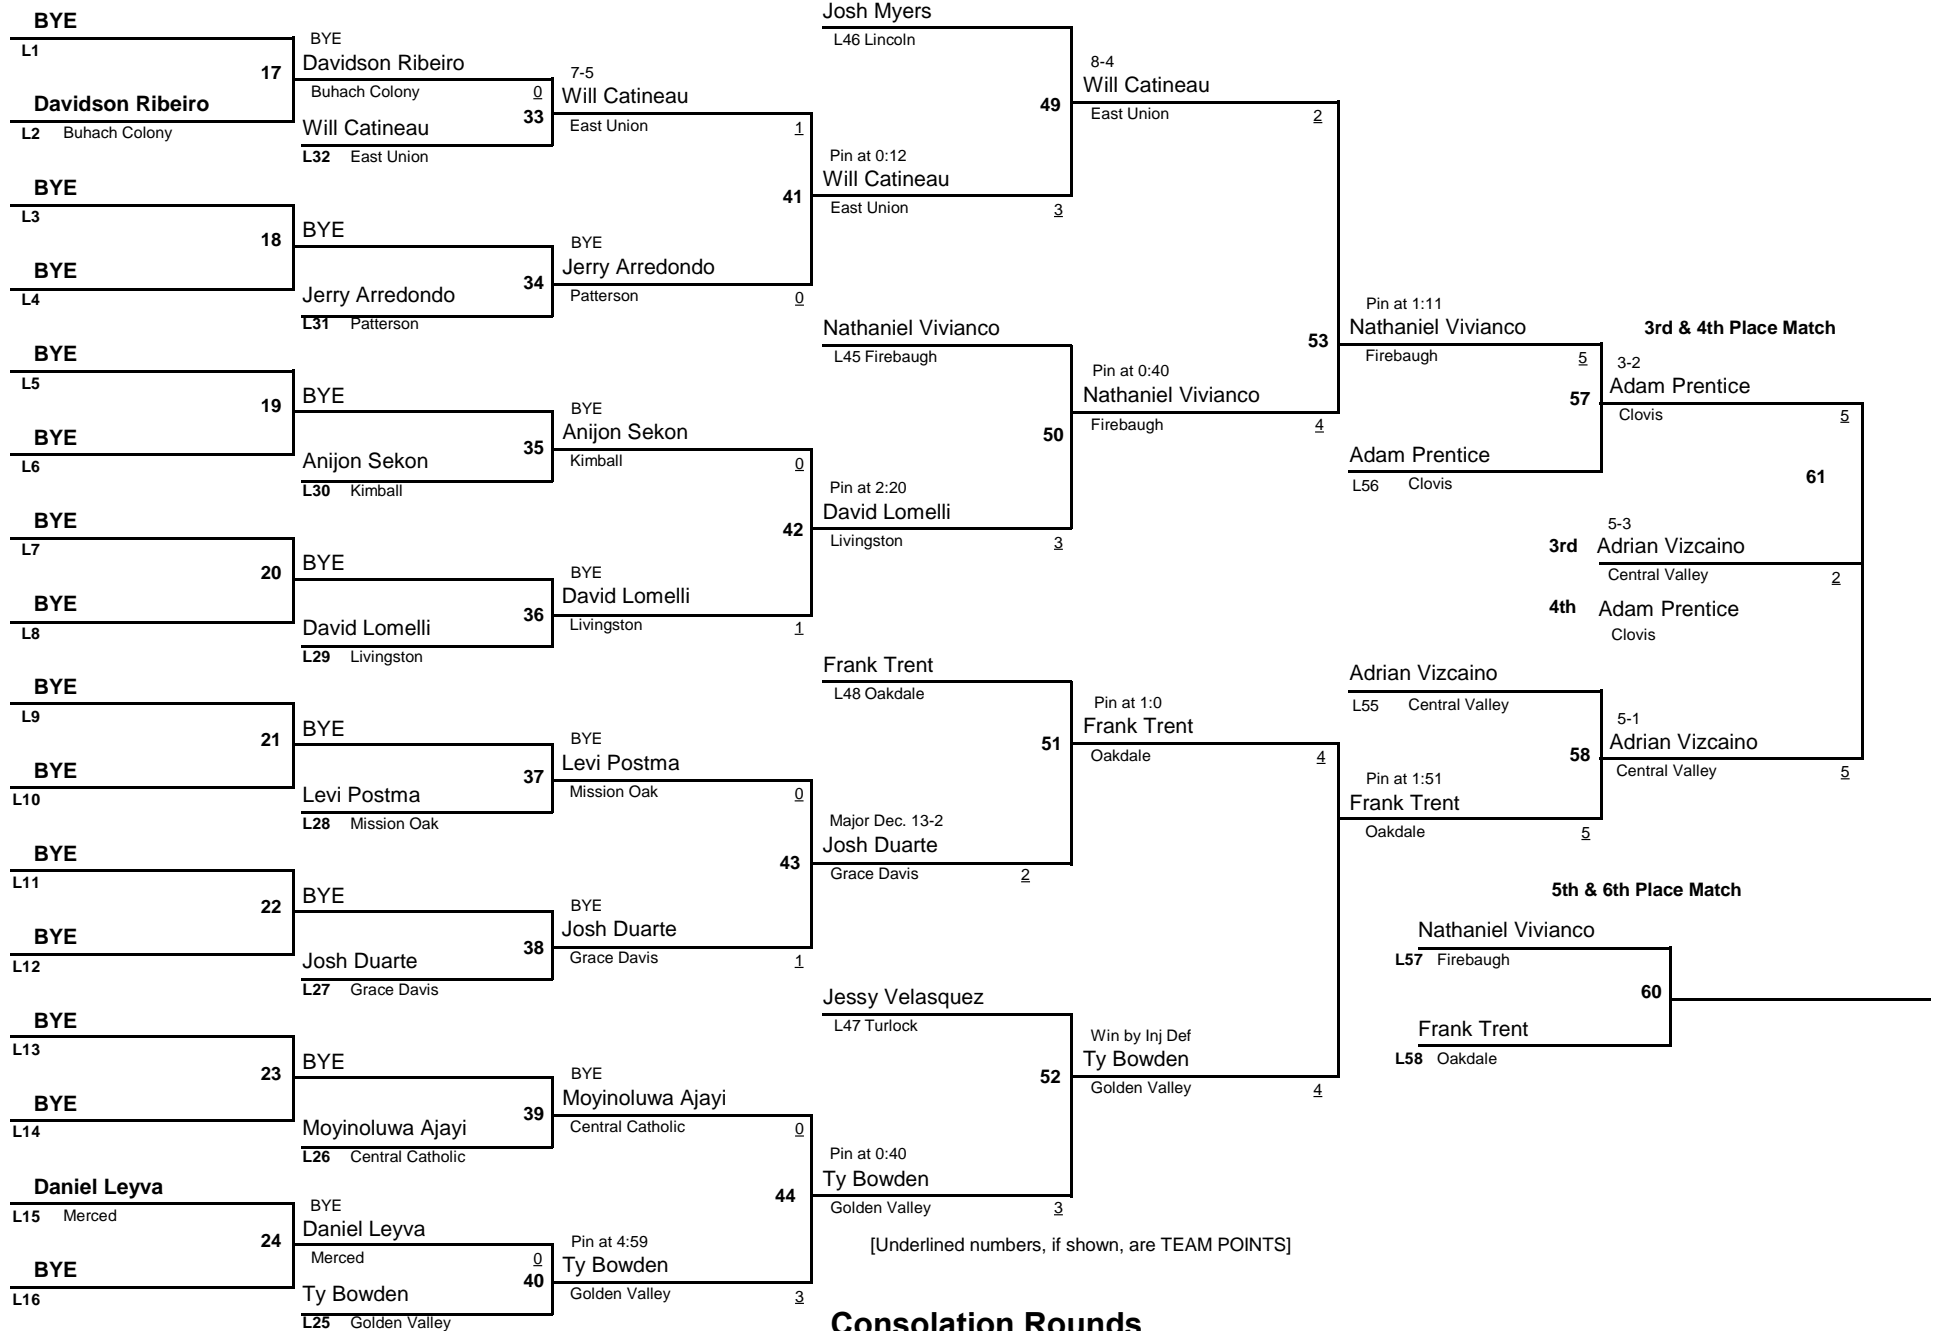 BYE
L1
17
Davidson Ribeiro
L2 Buhach Colony
BYE
L3
18
BYE
L4
BYE
L5
19
BYE
L6
BYE
L7
20
BYE
L8
BYE
L9
21
BYE
L10
BYE
L11
22
BYE
L12
BYE
L13
23
BYE
L14
Daniel Leyva
L15 Merced
24
BYE
L16
BYE
Davidson Ribeiro
Buhach Colony 0
33
Will Catineau
L32 East Union
BYE
34
Jerry Arredondo
L31 Patterson
BYE
35
Anijon Sekon
L30 Kimball
BYE
36
David Lomelli
L29 Livingston
BYE
37
Levi Postma
L28 Mission Oak
BYE
38
Josh Duarte
L27 Grace Davis
BYE
39
Moyinoluwa Ajayi
L26 Central Catholic
BYE
Daniel Leyva
Merced 0
40
Ty Bowden
L25 Golden Valley
7-5
Will Catineau
East Union 1
41
BYE
Jerry Arredondo
Patterson 0
BYE
Anijon Sekon
Kimball 0
42
BYE
David Lomelli
Livingston 1
BYE
Levi Postma
Mission Oak 0
43
BYE
Josh Duarte
Grace Davis 1
BYE
Moyinoluwa Ajayi
Central Catholic 0
44
Pin at 4:59
Ty Bowden
Golden Valley 3
Josh Myers
L46 Lincoln
49
Pin at 0:12
Will Catineau
East Union 3
Nathaniel Vivianco
L45 Firebaugh
50
Pin at 2:20
David Lomelli
Livingston 3
Frank Trent
L48 Oakdale
51
Major Dec. 13-2
Josh Duarte
Grace Davis 2
Jessy Velasquez
L47 Turlock
52
Pin at 0:40
Ty Bowden
Golden Valley 3
[Underlined numbers, if shown, are TEAM POINTS]
Consolation Rounds
8-4
Will Catineau
East Union 2
53
Pin at 0:40
Nathaniel Vivianco
Firebaugh 4
Pin at 1:0
Frank Trent
Oakdale 4
Win by Inj Def
Ty Bowden
Golden Valley 4
Pin at 1:11
Nathaniel Vivianco
Firebaugh 5
57
Adam Prentice
L56 Clovis
3rd & 4th Place Match
3-2
Adam Prentice
Clovis 5
61
5-3
3rd Adrian Vizcaino
Central Valley 2
4th Adam Prentice
Clovis
Adrian Vizcaino
L55 Central Valley
58
Pin at 1:51
Frank Trent
Oakdale 5
5-1
Adrian Vizcaino
Central Valley 5
5th & 6th Place Match
Nathaniel Vivianco
L57 Firebaugh
60
Frank Trent
L58 Oakdale